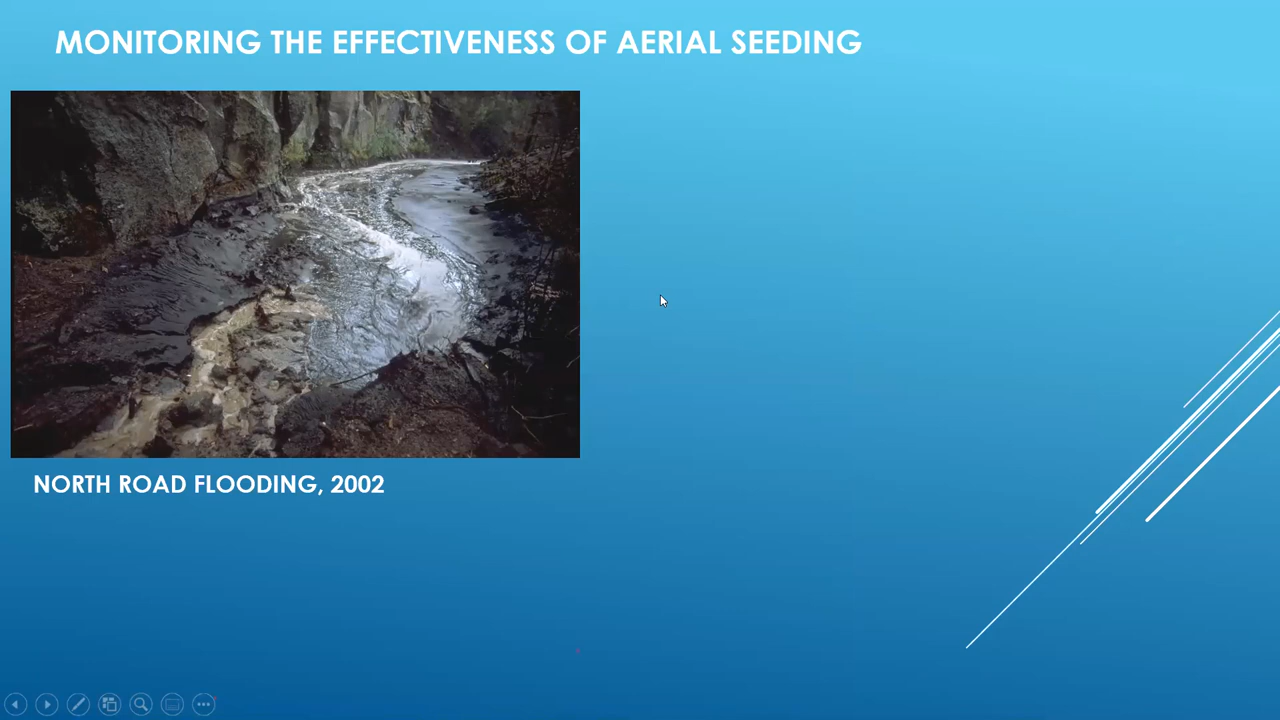 MONITORING THE EFFECTIVENESS OF AERIAL SEEDING
NORTH ROAD FLOODING, 2002